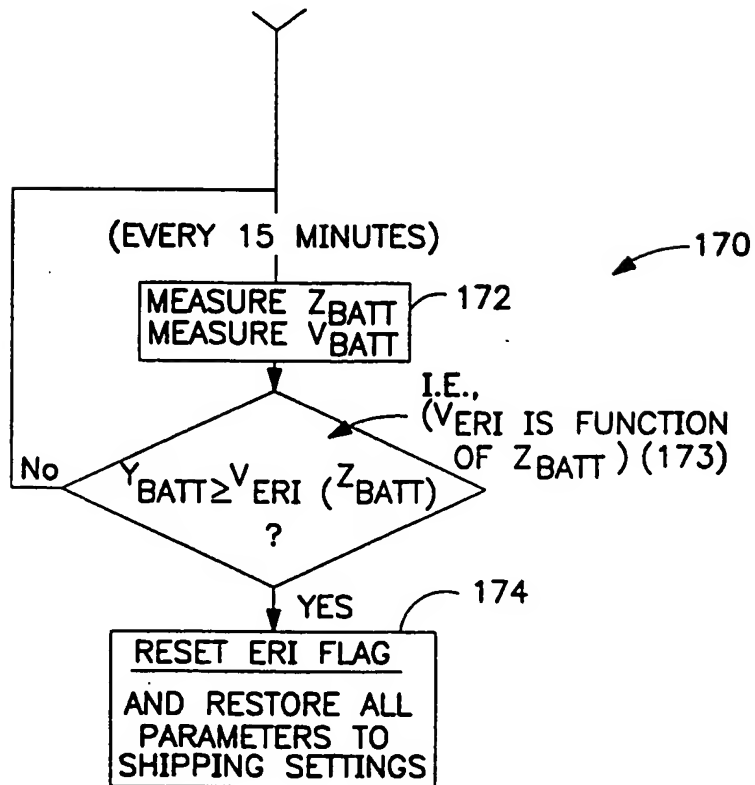 (EVERY 15 MINUTES)
170
MEASURE ZBATT
MEASURE VBATT
172
I.E.,
(VERI IS FUNCTION
OF ZBATT) (173)
No
YBATT≥VERI (ZBATT)
?
YES
174
RESET ERI FLAG
AND RESTORE ALL
PARAMETERS TO
SHIPPING SETTINGS